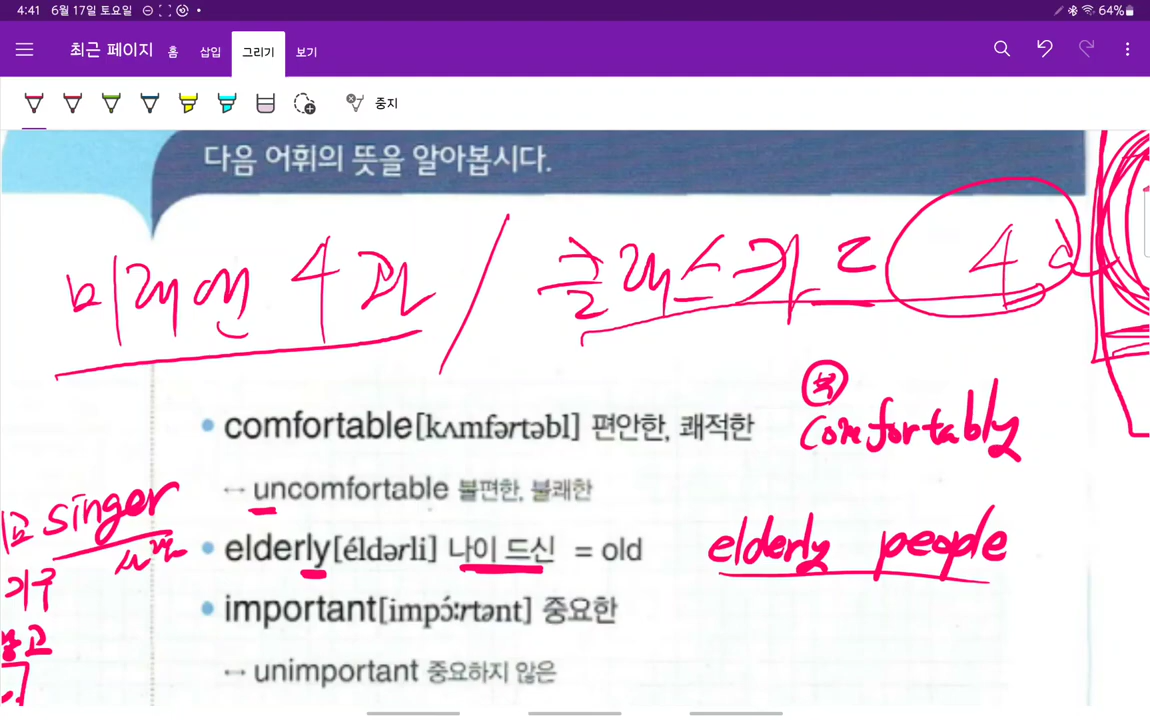 4:41 6월 17일 토요일 64%
최근 페이지 홈 삽입 그리기 보기
중지
다음 어휘의 뜻을 알아봅시다.
미래엔 4과 / 클래스카드 4과
comfortable[kʌmfərtəbl] 편안한, 쾌적한
부
comfortably
↔ uncomfortable 불편한, 불쾌한
singer
elderly[éldərli] 나이 드신 = old
elderly people
important[impɔ́ːrtənt] 중요한
↔ unimportant 중요하지 않은